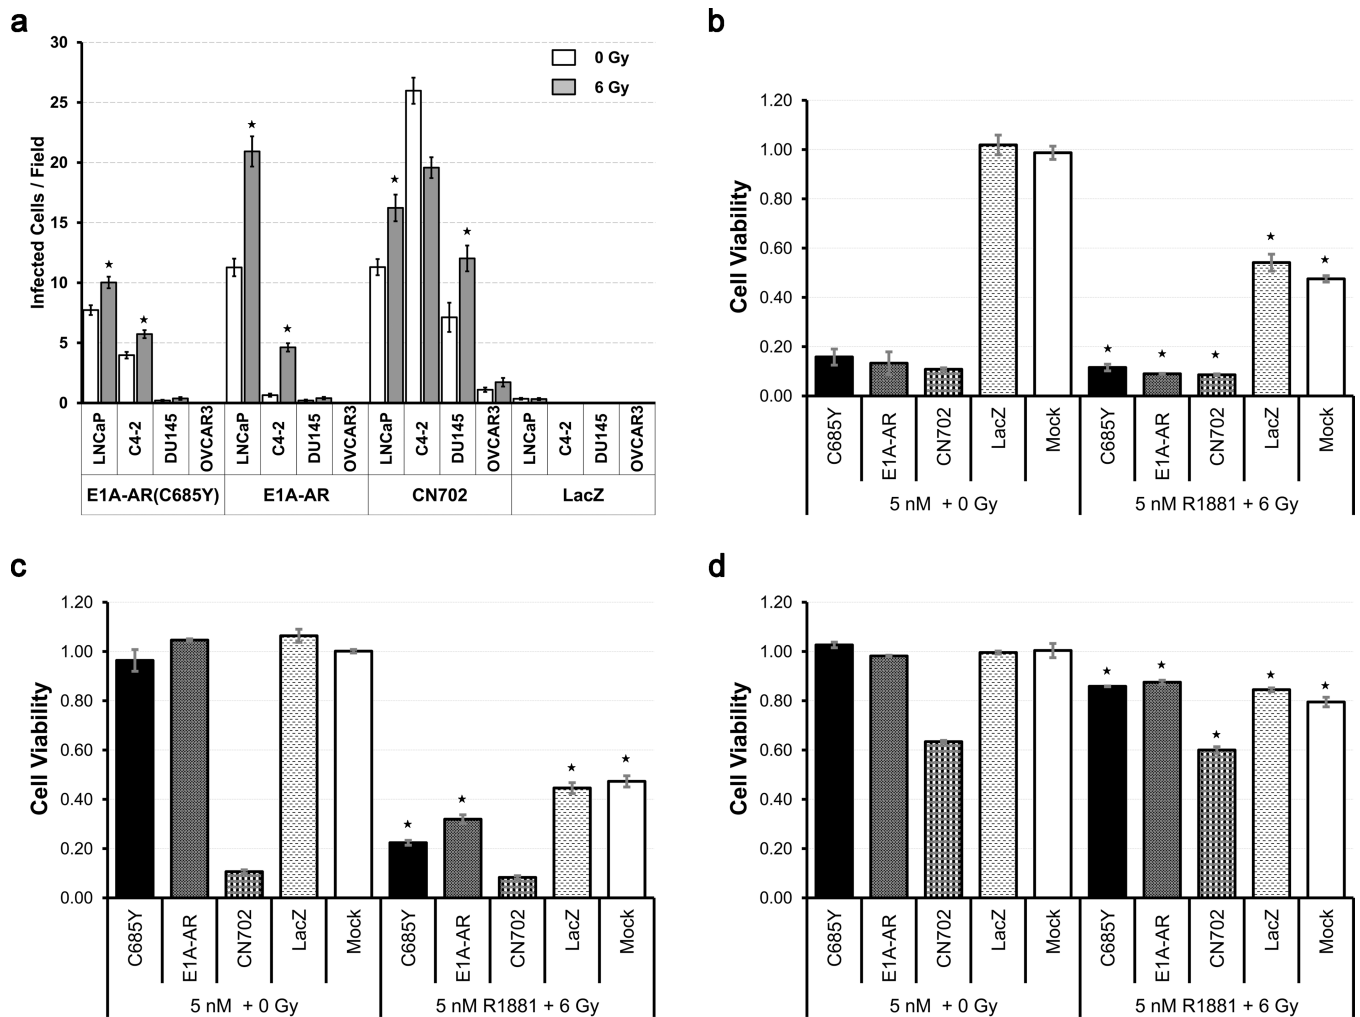 a
30
25
20
15
10
5
0
Infected Cells / Field
0 Gy
6 Gy
LNCaP
C4-2
DU145
OVCAR3
LNCaP
C4-2
DU145
OVCAR3
LNCaP
C4-2
DU145
OVCAR3
LNCaP
C4-2
DU145
OVCAR3
E1A-AR(C685Y)
E1A-AR
CN702
LacZ
b
1.20
1.00
0.80
0.60
0.40
0.20
0.00
Cell Viability
C685Y
E1A-AR
CN702
LacZ
Mock
C685Y
E1A-AR
CN702
LacZ
Mock
5 nM + 0 Gy
5 nM R1881 + 6 Gy
c
1.20
1.00
0.80
0.60
0.40
0.20
0.00
Cell Viability
C685Y
E1A-AR
CN702
LacZ
Mock
C685Y
E1A-AR
CN702
LacZ
Mock
5 nM + 0 Gy
5 nM R1881 + 6 Gy
d
1.20
1.00
0.80
0.60
0.40
0.20
0.00
Cell Viability
C685Y
E1A-AR
CN702
LacZ
Mock
C685Y
E1A-AR
CN702
LacZ
Mock
5 nM + 0 Gy
5 nM R1881 + 6 Gy